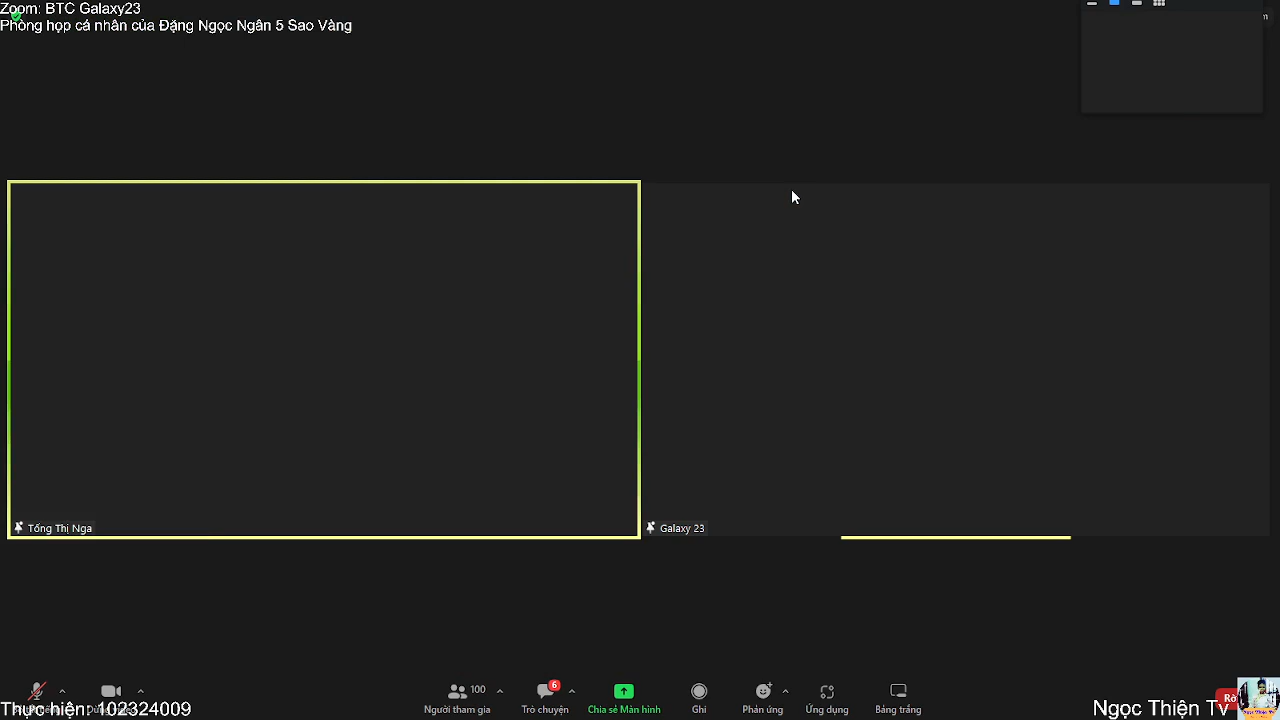 Zoom: BTC Galaxy23
Phòng họp cá nhân của Đặng Ngọc Ngân 5 Sao Vàng
Tống Thị Nga
Galaxy 23
100
6
Người tham gia
Trò chuyện
Chia sẻ Màn hình
Ghi
Phản ứng
Ứng dụng
Bảng trắng
Thực hiện: 102324009
Ngọc Thiện TV
Rờ